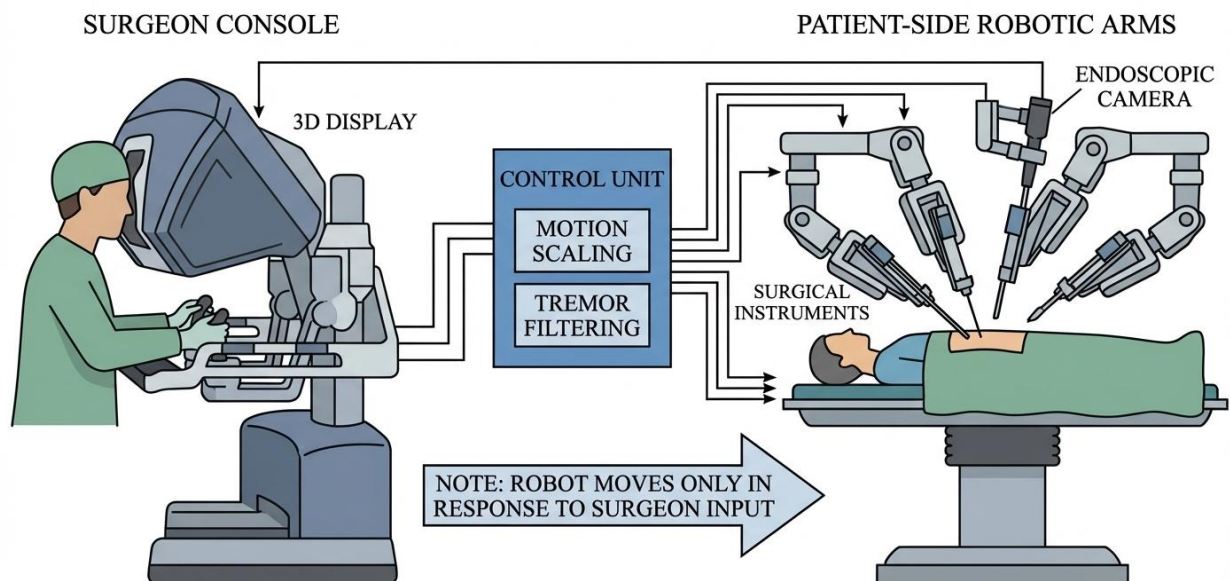 SURGEON CONSOLE
PATIENT-SIDE ROBOTIC ARMS
3D DISPLAY
ENDOSCOPIC
CAMERA
CONTROL UNIT
MOTION
SCALING
TREMOR
FILTERING
SURGICAL
INSTRUMENTS
NOTE: ROBOT MOVES ONLY IN
RESPONSE TO SURGEON INPUT